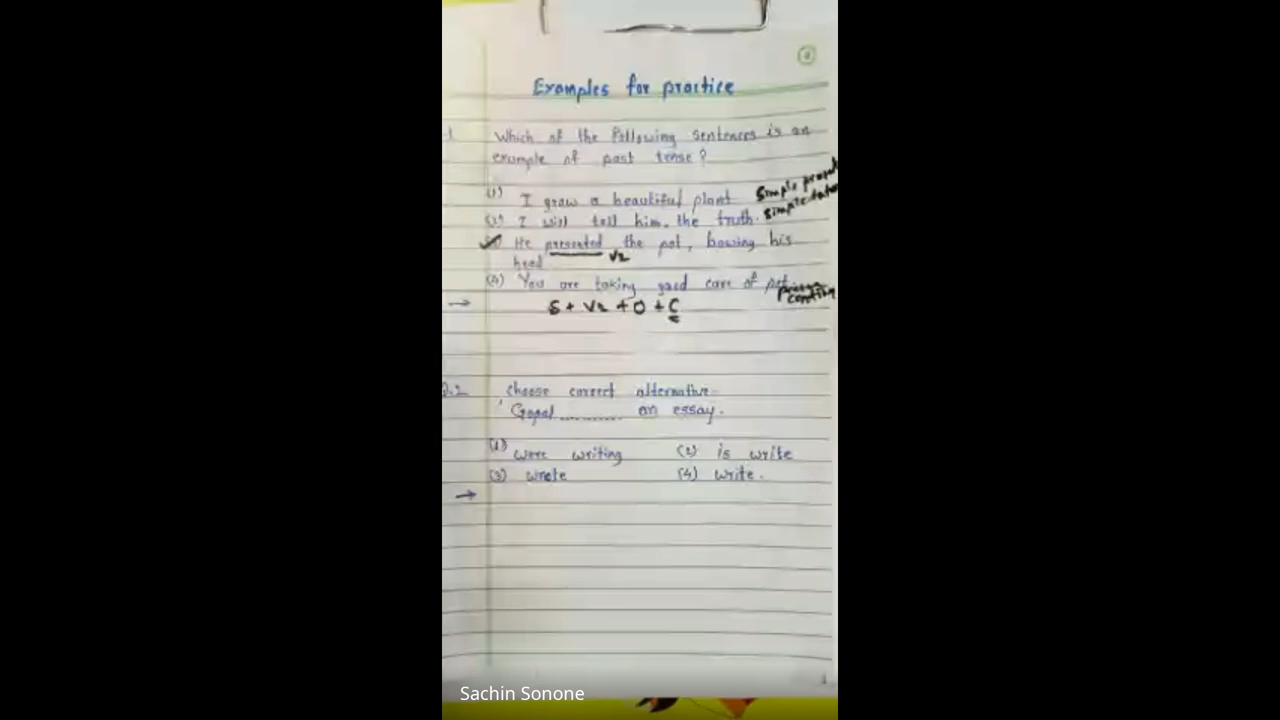 Examples for practice
1 Which of the following sentences is an
example of past tense?
(1) I grow a beautiful plant simple present
(2) I will tell him. the truth. simple
He presented the pot, bowing his
V2
head
(4) You are taking good care of pot.
→ S + V2 + O + C
Q.2 Choose correct alternative.
Gopal ............ an essay.
(1) were writing (2) is write
(3) wrote (4) write.
→
Sachin Sonone